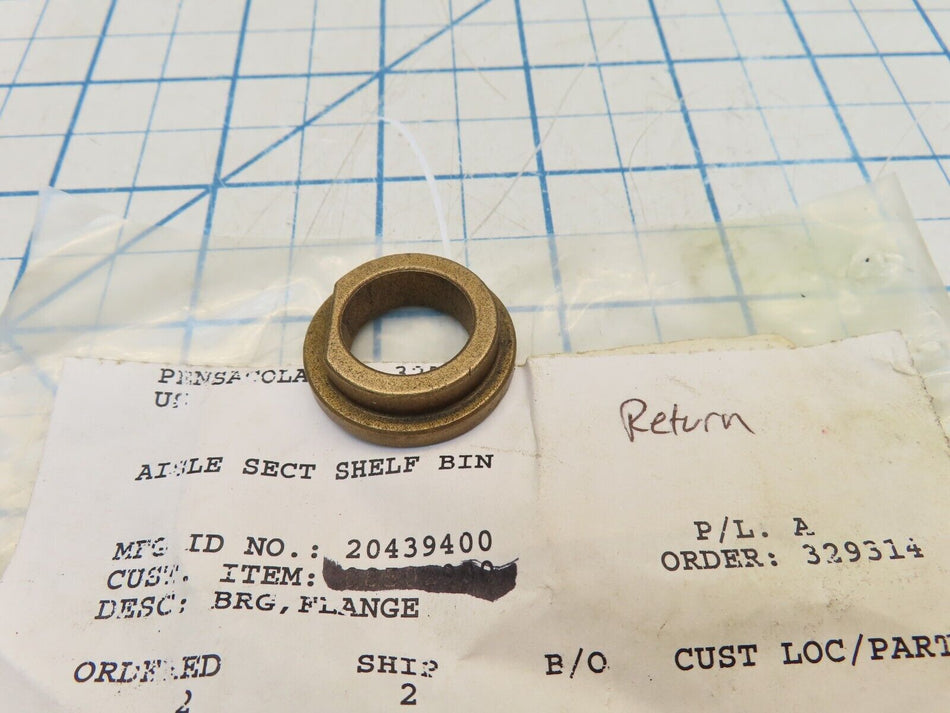 PENSACOLA
US
Return
AISLE SECT SHELF BIN
P/L. A
MFG ID NO.: 20439400
ORDER: 329314
CUST. ITEM:
DESC: BRG,FLANGE
ORDERED SHIP B/O CUST LOC/PART
2 2